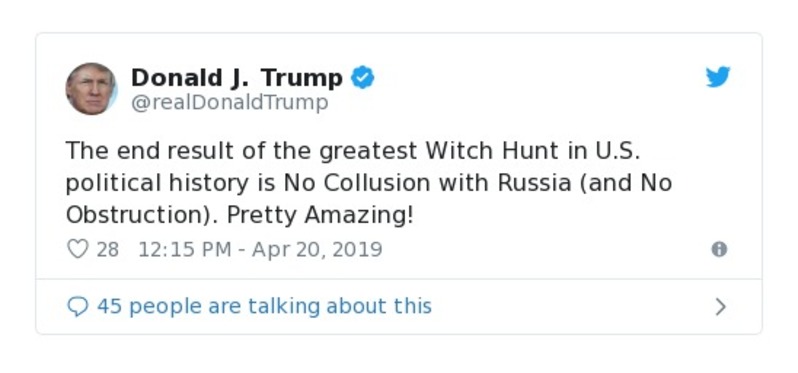 Donald J. Trump
@realDonaldTrump
The end result of the greatest Witch Hunt in U.S.
political history is No Collusion with Russia (and No
Obstruction). Pretty Amazing!
28 12:15 PM - Apr 20, 2019
45 people are talking about this